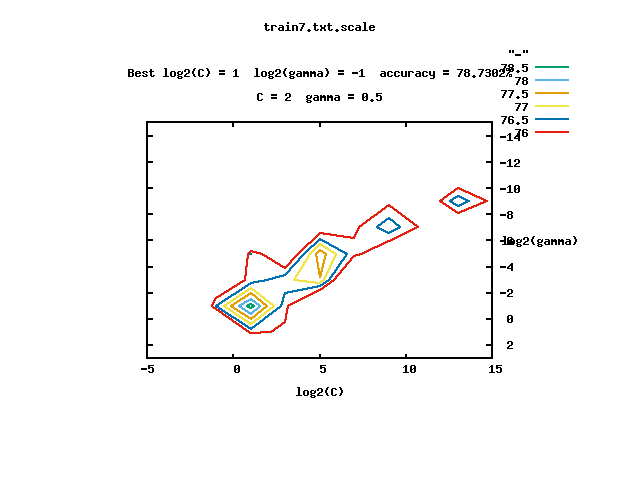 train7.txt.scale
"-"
Best log2(C) = 1  log2(gamma) = -1  accuracy = 78.7302%
78.5
78
77.5
C = 2  gamma = 0.5
77
76.5
76
-14
-12
-10
-8
-6
log2(gamma)
-4
-2
0
2
-5 0 5 10 15
log2(C)